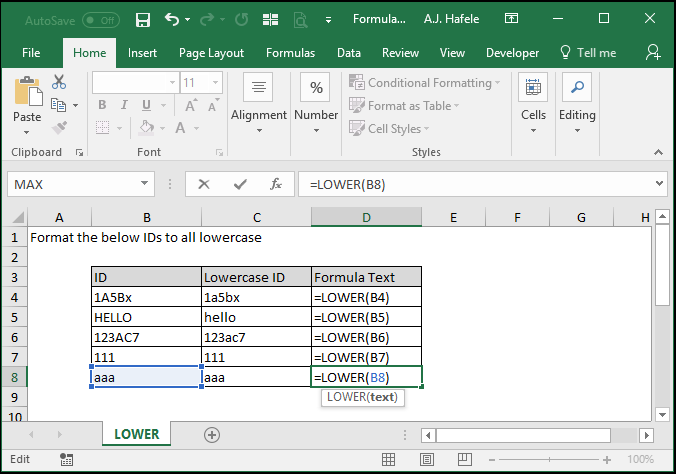 AutoSave Off Formula... A.J. Hafele
File Home Insert Page Layout Formulas Data Review View Developer Tell me
Paste
11
B I U A A
A
Alignment
%
Number
Conditional Formatting
Format as Table
Cell Styles
Cells
Editing
Clipboard Font Styles
MAX =LOWER(B8)
A B C D E F G H
1 Format the below IDs to all lowercase
2
3 ID Lowercase ID Formula Text
4 1A5Bx 1a5bx =LOWER(B4)
5 HELLO hello =LOWER(B5)
6 123AC7 123ac7 =LOWER(B6)
7 111 111 =LOWER(B7)
8 aaa aaa =LOWER(B8)
9 LOWER(text)
10
LOWER
Edit 100%